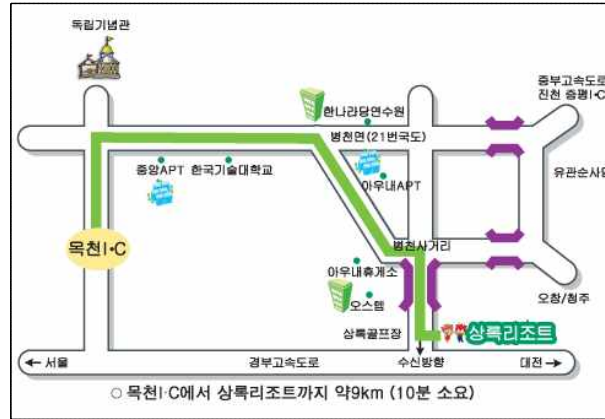 독립기념관
중부고속도로
진천 증평I•C
한나라당연수원
병천면(21번국도)
중앙APT
한국기술대학교
아우내APT
유관순사우
목천I•C
병천사거리
아우내휴게소
오스템
오창/청주
상록골프장
상록리조트
← 서울
경부고속도로
수신방향
대전 →
○ 목천I·C에서 상록리조트까지 약9km (10분 소요)